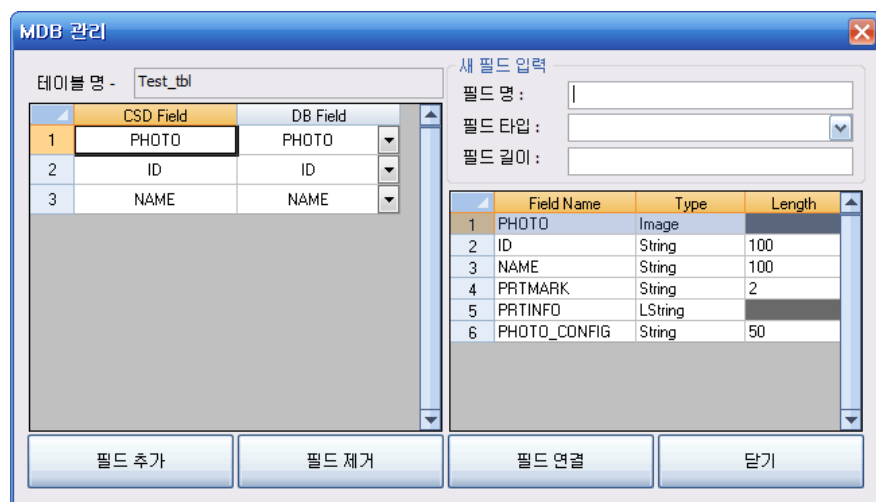 MDB 관리
테이블 명 - Test_tbl
CSD Field DB Field
1 PHOTO PHOTO
2 ID ID
3 NAME NAME
새 필드 입력
필드 명 :
필드 타입 :
필드 길이 :
Field Name Type Length
1 PHOTO Image
2 ID String 100
3 NAME String 100
4 PRTMARK String 2
5 PRTINFO LString
6 PHOTO_CONFIG String 50
필드 추가 필드 제거 필드 연결 닫기